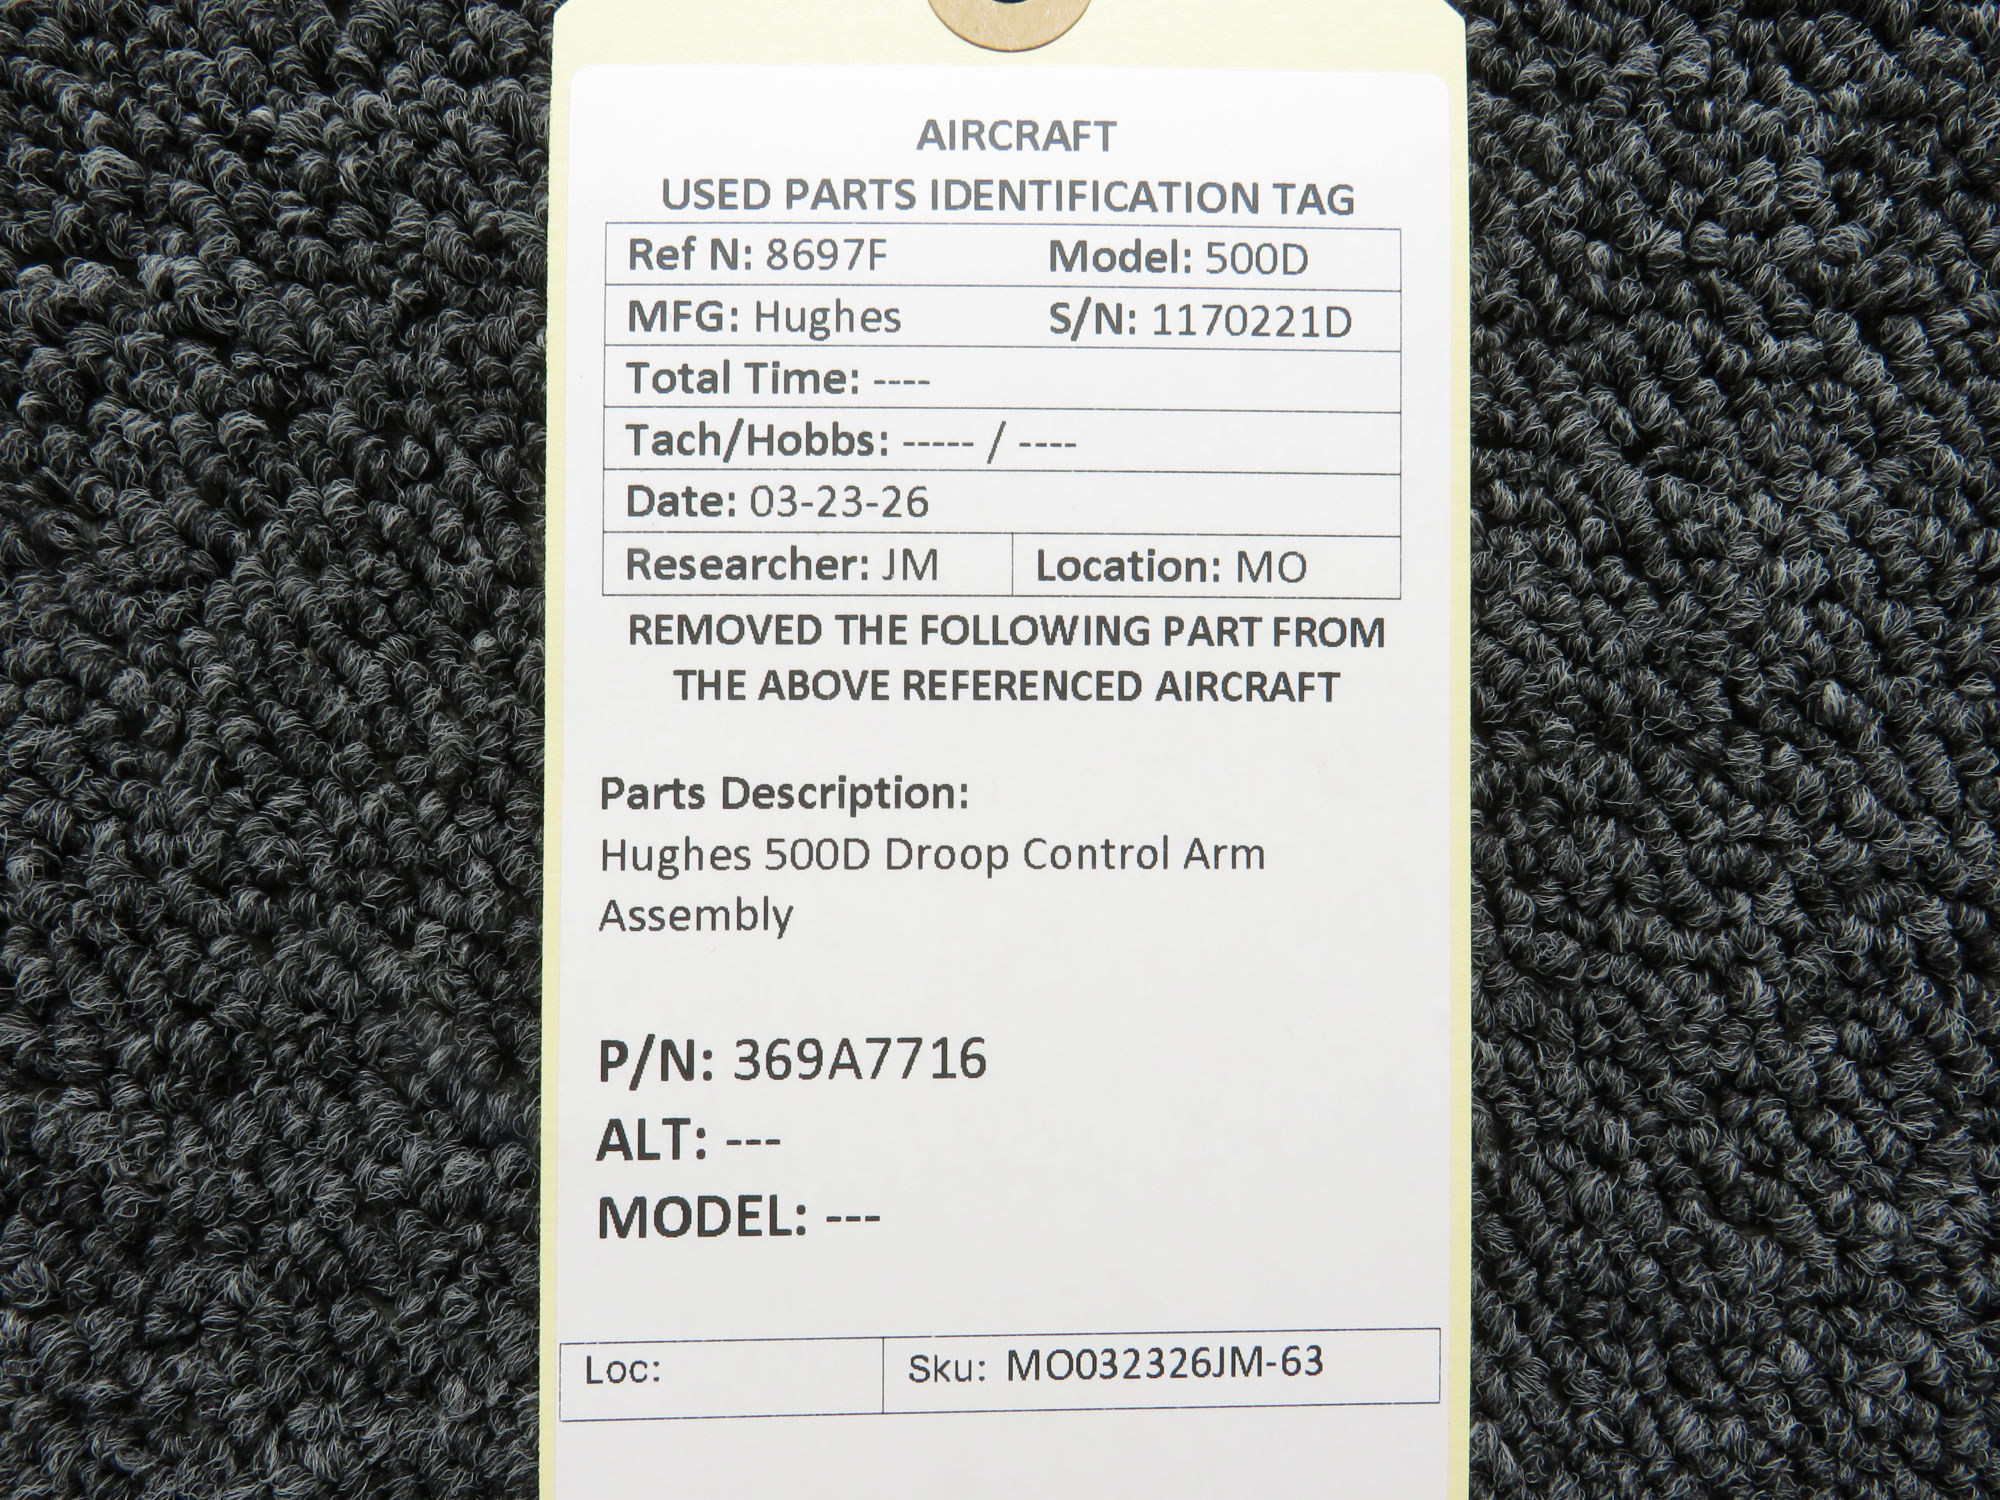 AIRCRAFT
USED PARTS IDENTIFICATION TAG
Ref N: 8697F Model: 500D
MFG: Hughes S/N: 1170221D
Total Time: ----
Tach/Hobbs: ----- / ----
Date: 03-23-26
Researcher: JM Location: MO
REMOVED THE FOLLOWING PART FROM
THE ABOVE REFERENCED AIRCRAFT
Parts Description:
Hughes 500D Droop Control Arm
Assembly
P/N: 369A7716
ALT: ---
MODEL: ---
Loc: Sku: MO032326JM-63